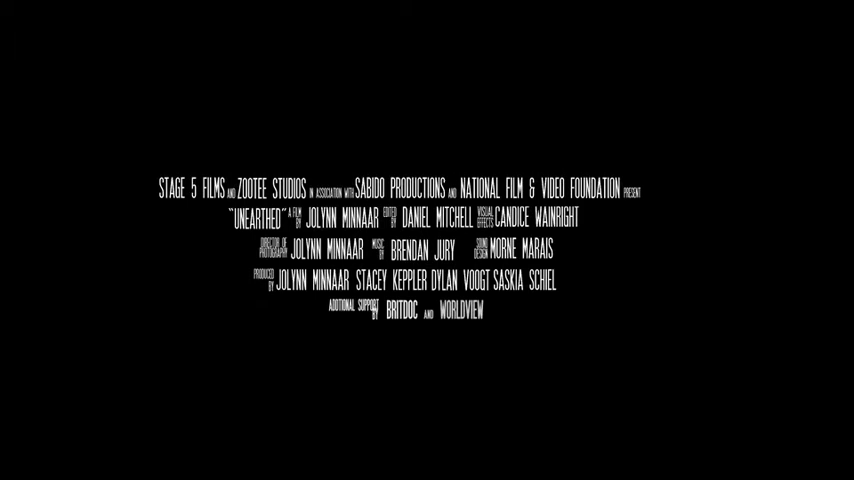 STAGE 5 FILMS AND ZOOTEE STUDIOS IN ASSOCIATION WITH SABIDO PRODUCTIONS AND NATIONAL FILM & VIDEO FOUNDATION PRESENT
"UNEARTHED" A FILM BY JOLYNN MINNAAR EDITED BY DANIEL MITCHELL VISUAL EFFECTS CANDICE WAINRIGHT
DIRECTOR OF PHOTOGRAPHY JOLYNN MINNAAR MUSIC BY BRENDAN JURY SOUND DESIGN MORNE MARAIS
PRODUCED BY JOLYNN MINNAAR STACEY KEPPLER DYLAN VOOGT SASKIA SCHIEL
ADDTIONAL SUPPORT BY BRITDOC AND WORLDVIEW